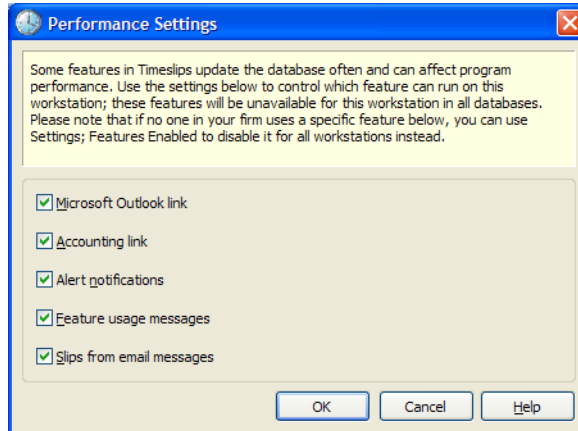 Performance Settings
Some features in Timeslips update the database often and can affect program
performance. Use the settings below to control which feature can run on this
workstation; these features will be unavailable for this workstation in all databases.
Please note that if no one in your firm uses a specific feature below, you can use
Settings; Features Enabled to disable it for all workstations instead.
Microsoft Outlook link
Accounting link
Alert notifications
Feature usage messages
Slips from email messages
OK Cancel Help